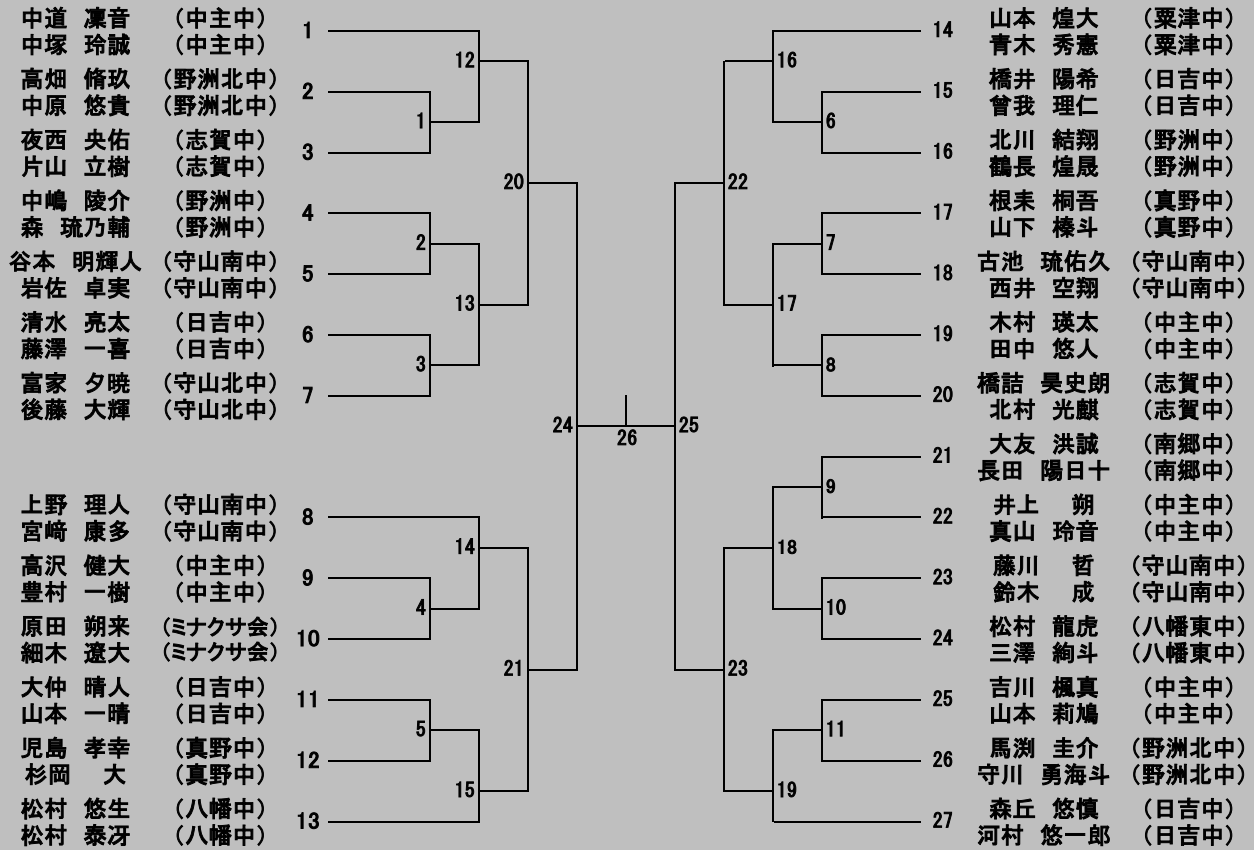 中道 凜音 （中主中）
1
中塚 玲誠 （中主中）
高畑 脩玖 （野洲北中）
2
中原 悠貴 （野洲北中）
夜西 央佑 （志賀中）
3
片山 立樹 （志賀中）
中嶋 陵介 （野洲中）
4
森 琉乃輔 （野洲中）
谷本 明輝人 （守山南中）
5
岩佐 卓実 （守山南中）
清水 亮太 （日吉中）
6
藤澤 一喜 （日吉中）
富家 夕暁 （守山北中）
7
後藤 大輝 （守山北中）
上野 理人 （守山南中）
8
宮﨑 康多 （守山南中）
高沢 健大 （中主中）
9
豊村 一樹 （中主中）
原田 朔来 （ミナクサ会）
10
細木 遼大 （ミナクサ会）
大仲 晴人 （日吉中）
11
山本 一晴 （日吉中）
児島 孝幸 （真野中）
12
杉岡 大 （真野中）
松村 悠生 （八幡中）
13
松村 泰冴 （八幡中）
12
1
20
2
13
3
24
14
4
21
5
15
26
25
16
6
22
7
17
8
9
18
10
23
11
19
14
山本 煌大 （粟津中）
青木 秀憲 （粟津中）
15
橋井 陽希 （日吉中）
曾我 理仁 （日吉中）
16
北川 結翔 （野洲中）
鶴長 煌晟 （野洲中）
17
根耒 桐吾 （真野中）
山下 榛斗 （真野中）
18
古池 琉佑久 （守山南中）
西井 空翔 （守山南中）
19
木村 瑛太 （中主中）
田中 悠人 （中主中）
20
橋詰 昊史朗 （志賀中）
北村 光麒 （志賀中）
21
大友 洪誠 （南郷中）
長田 陽日十 （南郷中）
22
井上 朔 （中主中）
真山 玲音 （中主中）
23
藤川 哲 （守山南中）
鈴木 成 （守山南中）
24
松村 龍虎 （八幡東中）
三澤 絢斗 （八幡東中）
25
吉川 楓真 （中主中）
山本 莉鳩 （中主中）
26
馬渕 圭介 （野洲北中）
守川 勇海斗 （野洲北中）
27
森丘 悠慎 （日吉中）
河村 悠一郎 （日吉中）